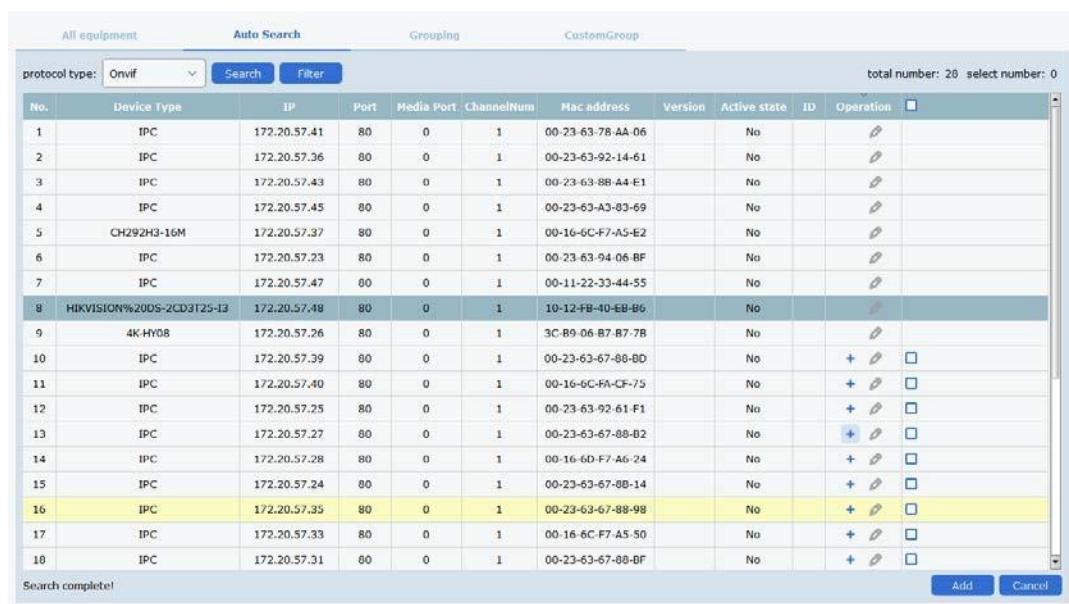 All equipment Auto Search Grouping CustomGroup
protocol type: Onvif Search Filter total number: 28 select number: 0
No. Device Type IP Port Media Port ChannelNum Mac address Version Active state ID Operation
1 IPC 172.20.57.41 80 0 1 00-23-63-78-AA-06 No
2 IPC 172.20.57.36 80 0 1 00-23-63-92-14-61 No
3 IPC 172.20.57.43 80 0 1 00-23-63-8B-A4-E1 No
4 IPC 172.20.57.45 80 0 1 00-23-63-A3-83-69 No
5 CH292H3-16M 172.20.57.37 80 0 1 00-16-6C-F7-A5-E2 No
6 IPC 172.20.57.23 80 0 1 00-23-63-94-06-BF No
7 IPC 172.20.57.47 80 0 1 00-11-22-33-44-55 No
8 HIKVISION%20DS-2CD3T25-I3 172.20.57.48 80 0 1 10-12-FB-40-EB-B6 No
9 4K-HY08 172.20.57.26 80 0 1 3C-B9-06-B7-B7-7B No
10 IPC 172.20.57.39 80 0 1 00-23-63-67-88-BD No +
11 IPC 172.20.57.40 80 0 1 00-16-6C-FA-CF-75 No +
12 IPC 172.20.57.25 80 0 1 00-23-63-92-61-F1 No +
13 IPC 172.20.57.27 80 0 1 00-23-63-67-88-B2 No +
14 IPC 172.20.57.28 80 0 1 00-16-6D-F7-A6-24 No +
15 IPC 172.20.57.24 80 0 1 00-23-63-67-8B-14 No +
16 IPC 172.20.57.35 80 0 1 00-23-63-67-88-98 No +
17 IPC 172.20.57.33 80 0 1 00-16-6C-F7-A5-50 No +
18 IPC 172.20.57.31 80 0 1 00-23-63-67-88-BF No +
Search complete! Add Cancel